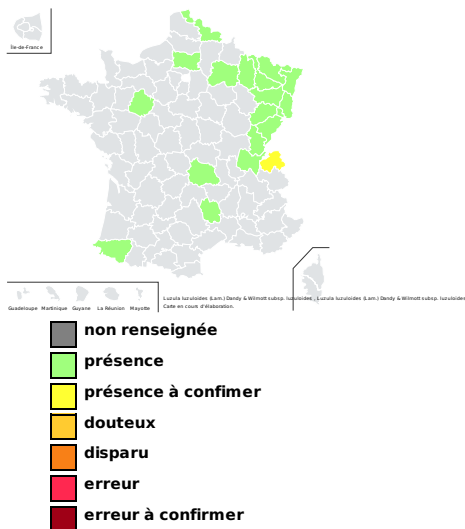 Île-de-France
Guadeloupe Martinique Guyane La Réunion Mayotte
Luzula luzuloides (Lam.) Dandy & Wilmott subsp. luzuloides , Luzula luzuloides (Lam.) Dandy & Wilmott subsp. luzuloides
Carte en cours d'élaboration.
non renseignée
présence
présence à confimer
douteux
disparu
erreur
erreur à confirmer